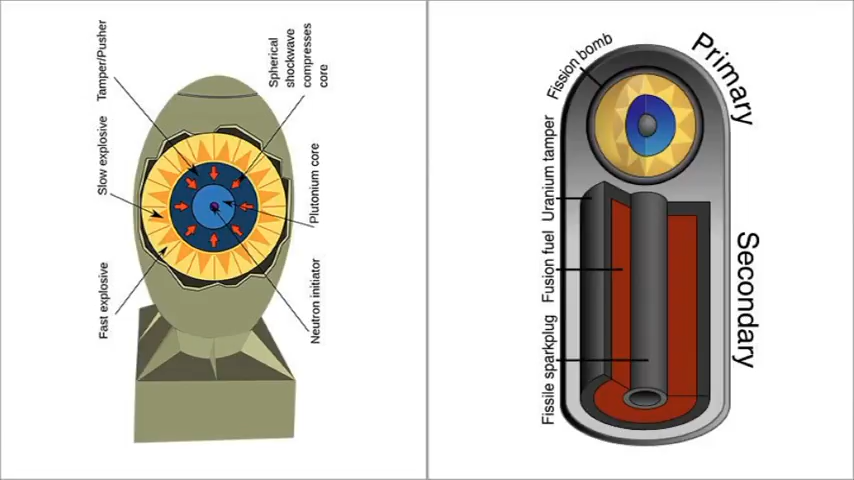 Tamper/Pusher
Spherical
shockwave
compresses
core
Slow explosive
Plutonium core
Fast explosive
Neutron initiator
Fission bomb
Primary
Uranium tamper
Fusion fuel
Secondary
Fissile sparkplug